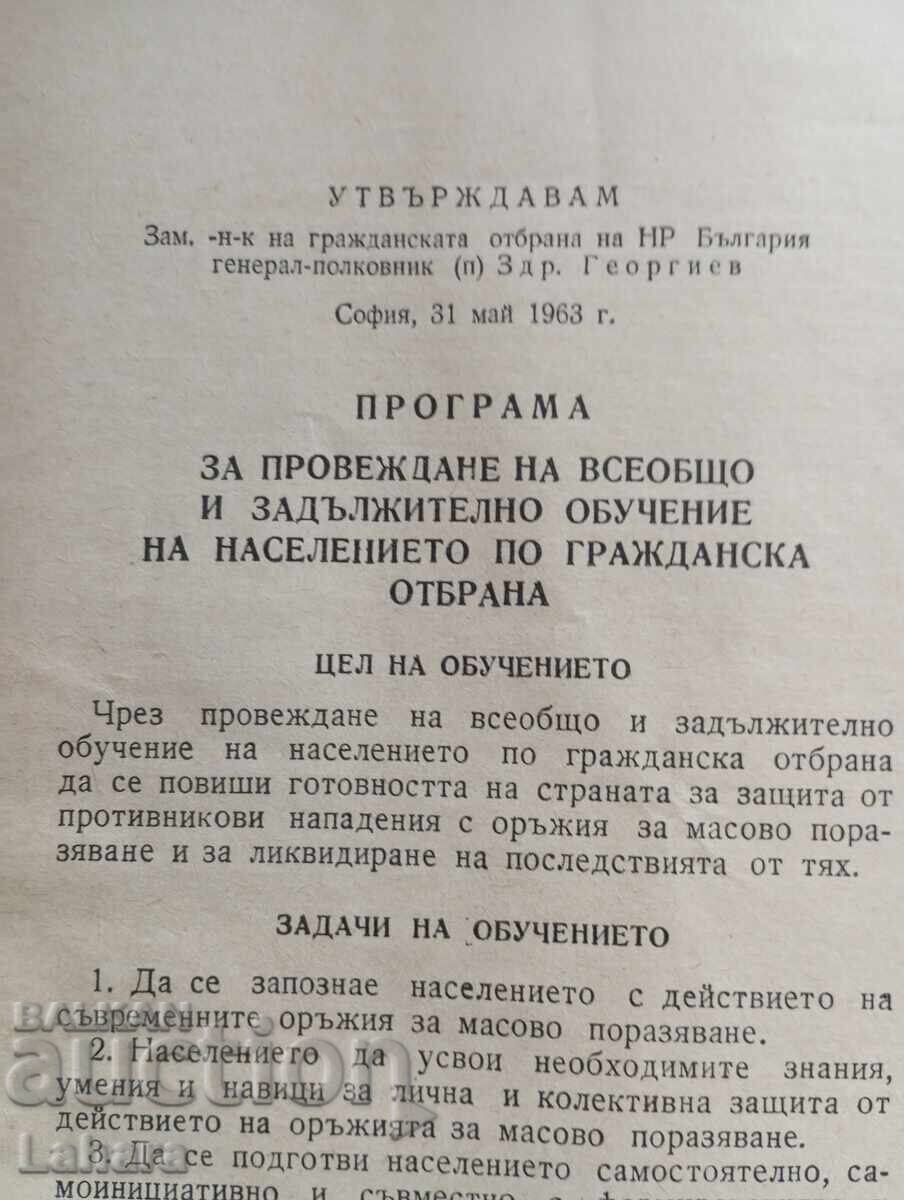 УТВЪРЖДАВАМ
Зам. -н-к на гражданската отбрана на НР България
генерал-полковник (п) Здр. Георгиев
София, 31 май 1963 г.
ПРОГРАМА
ЗА ПРОВЕЖДАНЕ НА ВСЕОБЩО
И ЗАДЪЛЖИТЕЛНО ОБУЧЕНИЕ
НА НАСЕЛЕНИЕТО ПО ГРАЖДАНСКА
ОТБРАНА
ЦЕЛ НА ОБУЧЕНИЕТО
Чрез провеждане на всеобщо и задължително
обучение на населението по гражданска отбрана
да се повиши готовността на страната за защита от
противникови нападения с оръжия за масово пора-
зяване и за ликвидиране на последствията от тях.
ЗАДАЧИ НА ОБУЧЕНИЕТО
1. Да се запознае населението с действието на
съвременните оръжия за масово поразяване.
2. Населението да усвои необходимите знания,
умения и навици за лична и колективна защита от
действието на оръжията за масово поразяване.
3. Да се подготви населението самостоятелно, са-
моинициативно и съвместно с
BALKAN
auction
Lahara